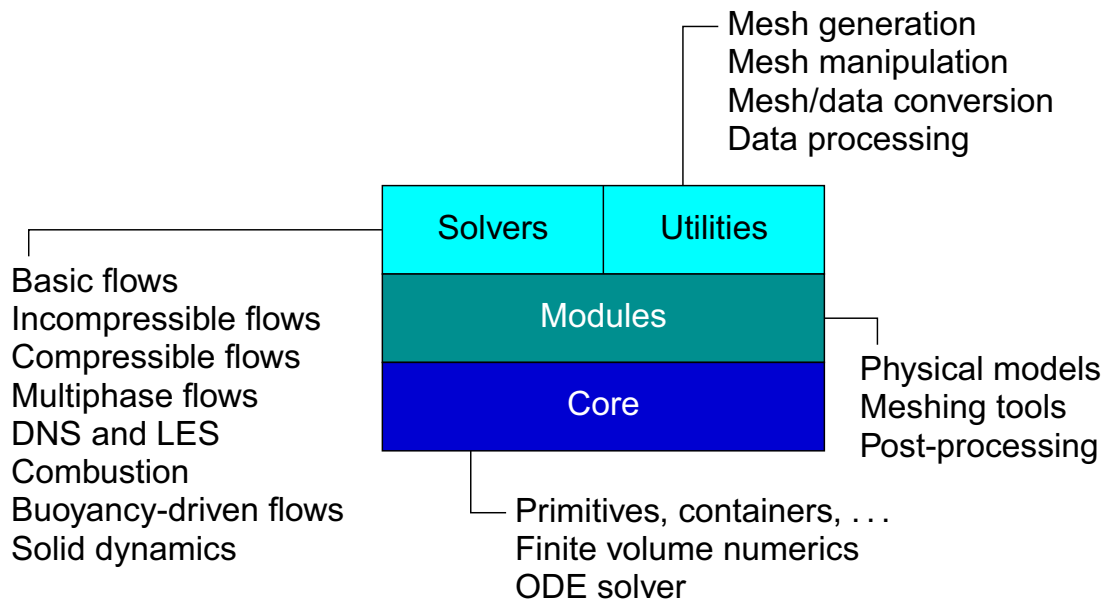 Mesh generation
Mesh manipulation
Mesh/data conversion
Data processing
Solvers
Utilities
Basic flows
Incompressible flows
Compressible flows
Multiphase flows
DNS and LES
Combustion
Buoyancy-driven flows
Solid dynamics
Modules
Physical models
Meshing tools
Post-processing
Core
Primitives, containers, . . .
Finite volume numerics
ODE solver